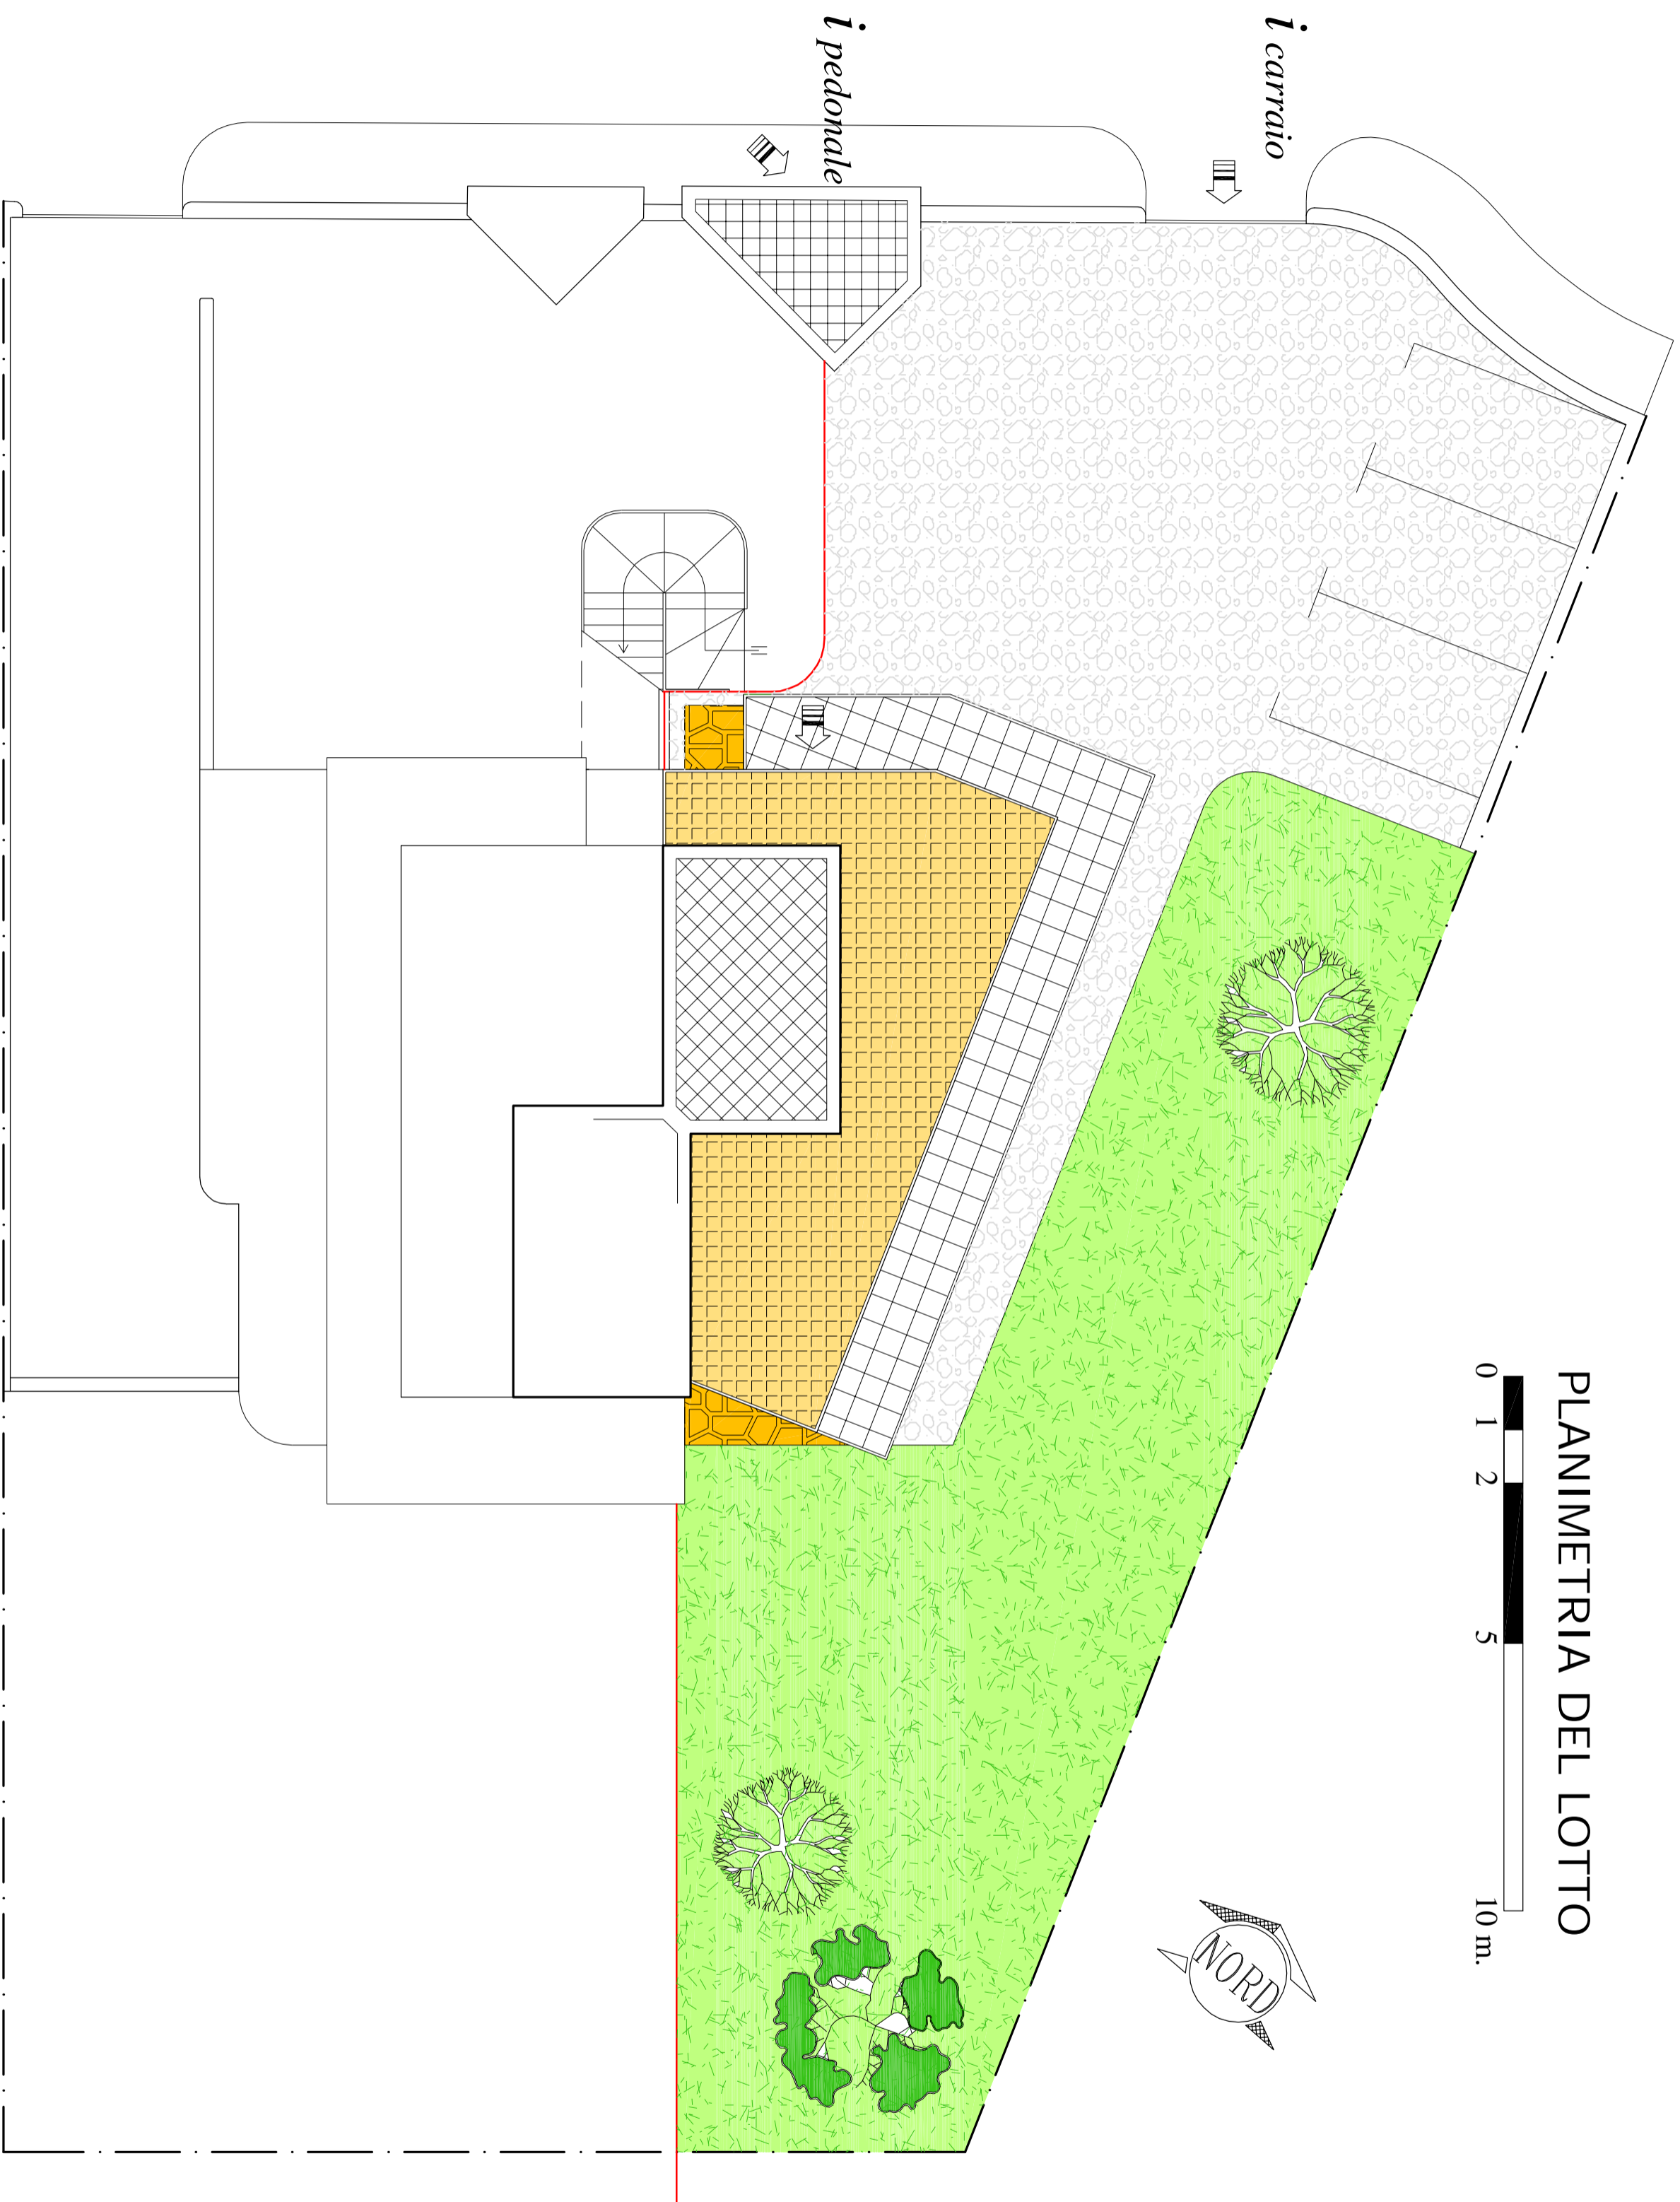 i pedonale
i carraio
PLANIMETRIA DEL LOTTO
0 1 2 5 10 m.
NORD